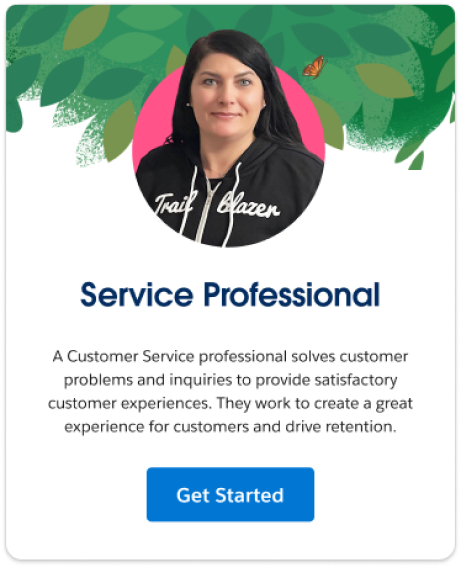 Trail blazer
Service Professional
A Customer Service professional solves customer
problems and inquiries to provide satisfactory
customer experiences. They work to create a great
experience for customers and drive retention.
Get Started